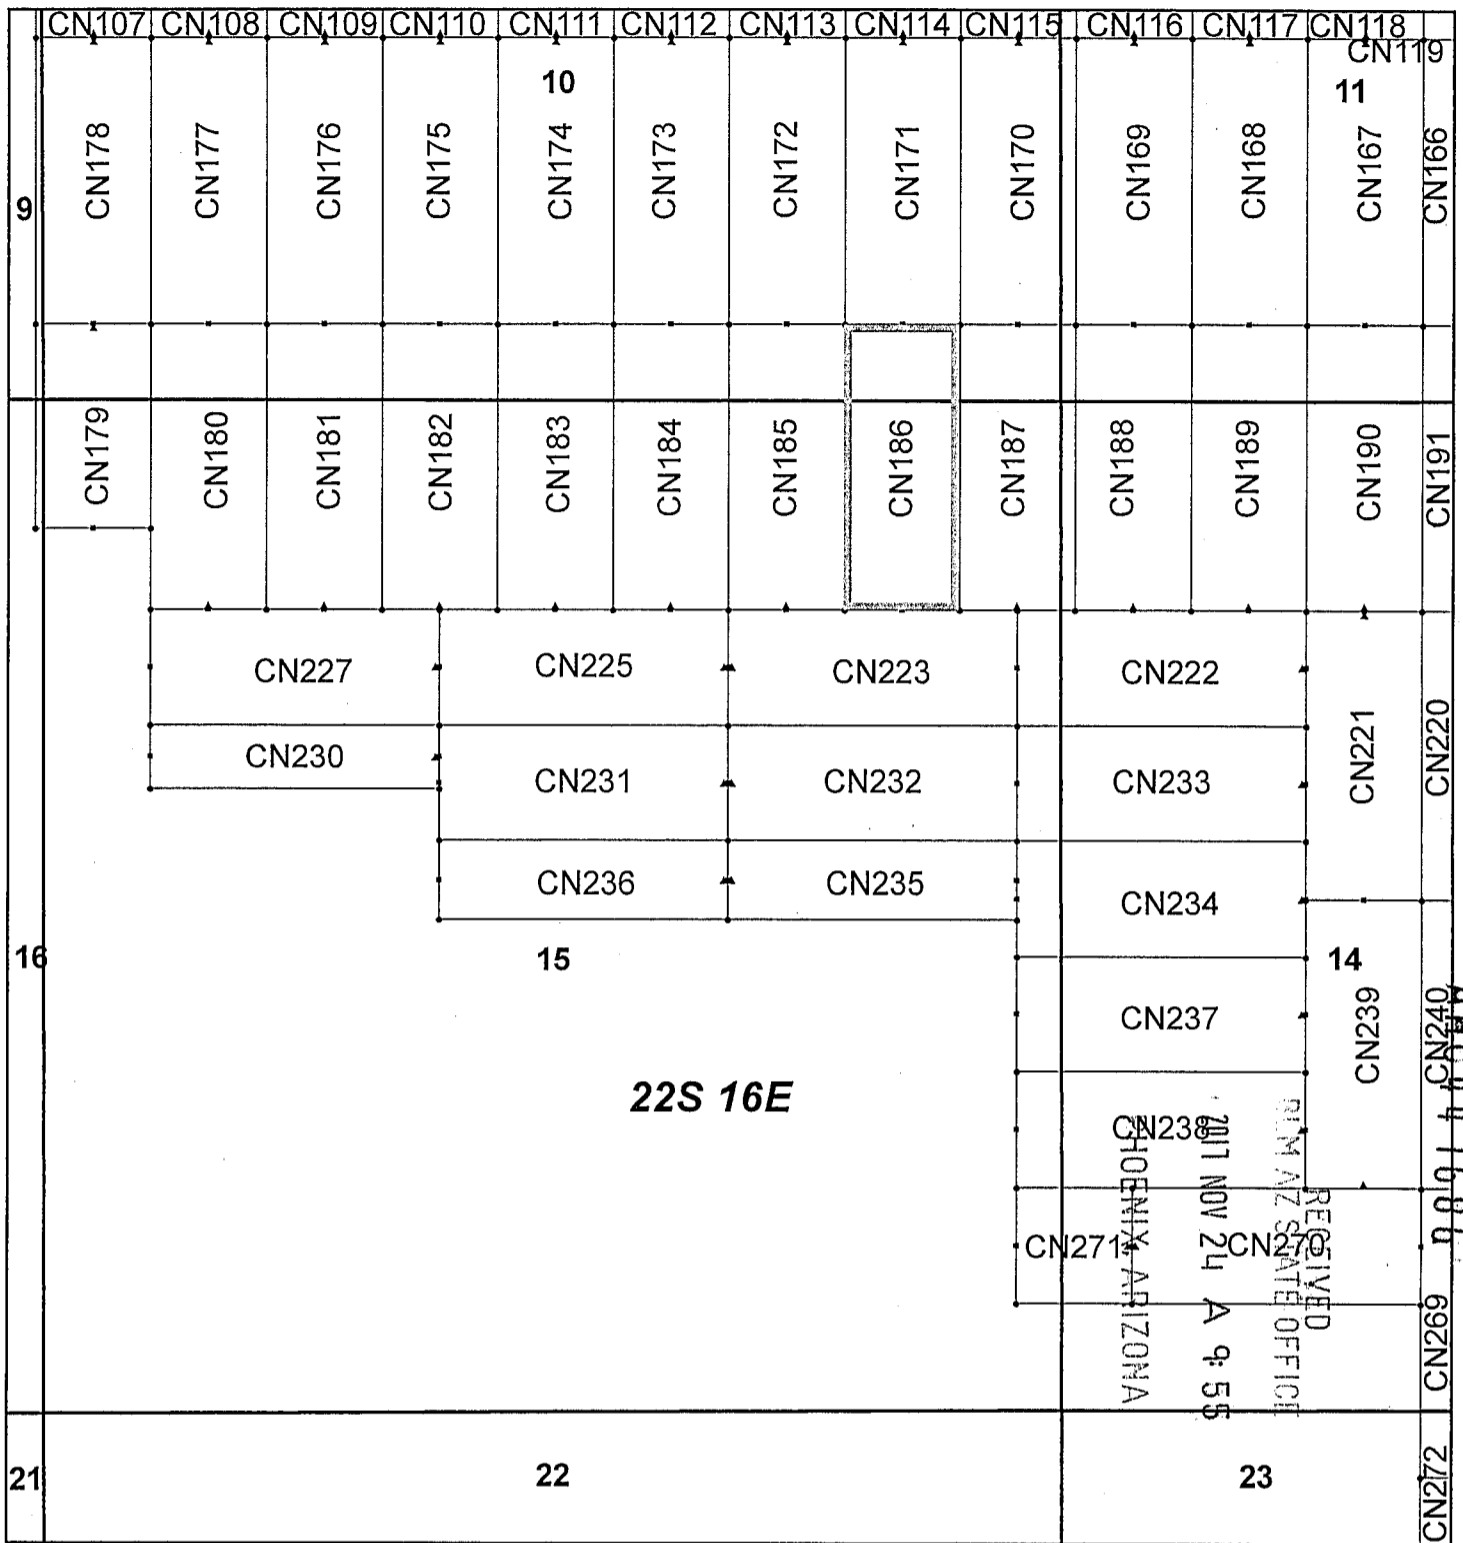 CN107 CN108 CN109 CN110 CN111 CN112 CN113 CN114 CN115 CN116 CN117 CN118
CN119
10
11
CN178 CN177 CN176 CN175 CN174 CN173 CN172 CN171 CN170 CN169 CN168 CN167 CN166
9
CN179 CN180 CN181 CN182 CN183 CN184 CN185 CN186 CN187 CN188 CN189 CN190 CN191
CN227 CN225 CN223 CN222
CN221 CN220
CN230 CN231 CN232 CN233
CN236 CN235 CN234
16 15 14
CN237 CN239 CN240
22S 16E
CN238
CN271 CN270
CN269
RECEIVED
BLM AZ STATE OFFICE
2011 NOV 24 A 9:55
PHOENIX, ARIZONA
21 22 23
CN272